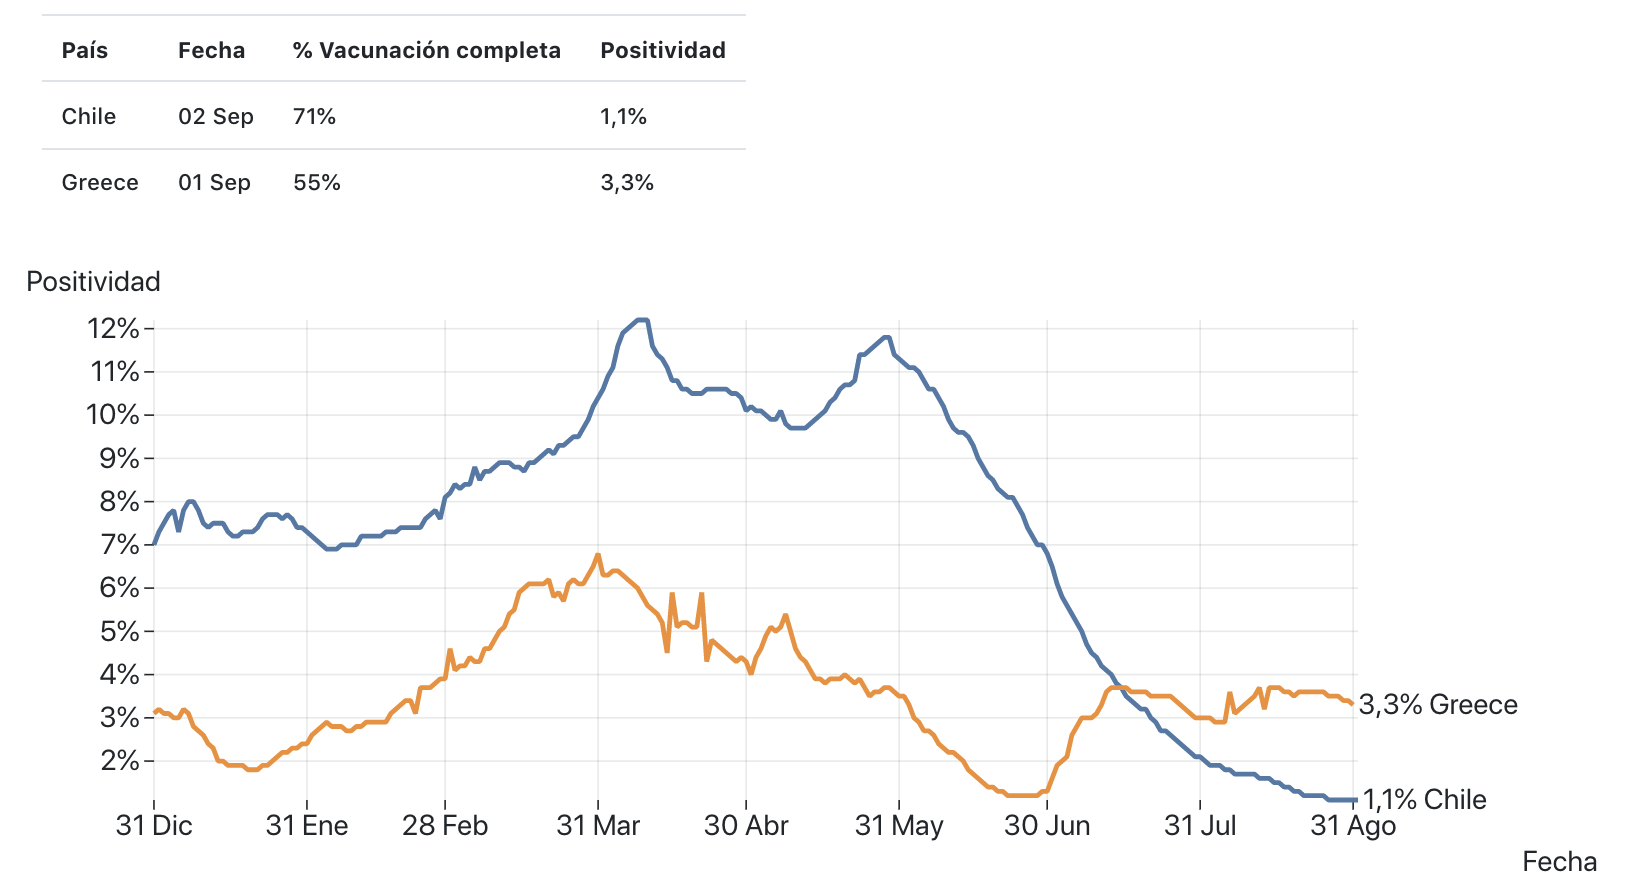 País Fecha % Vacunación completa Positividad
Chile 02 Sep 71% 1,1%
Greece 01 Sep 55% 3,3%
Positividad
12%
11%
10%
9%
8%
7%
6%
5%
4%
3%
2%
3,3% Greece
1,1% Chile
31 Dic 31 Ene 28 Feb 31 Mar 30 Abr 31 May 30 Jun 31 Jul 31 Ago
Fecha